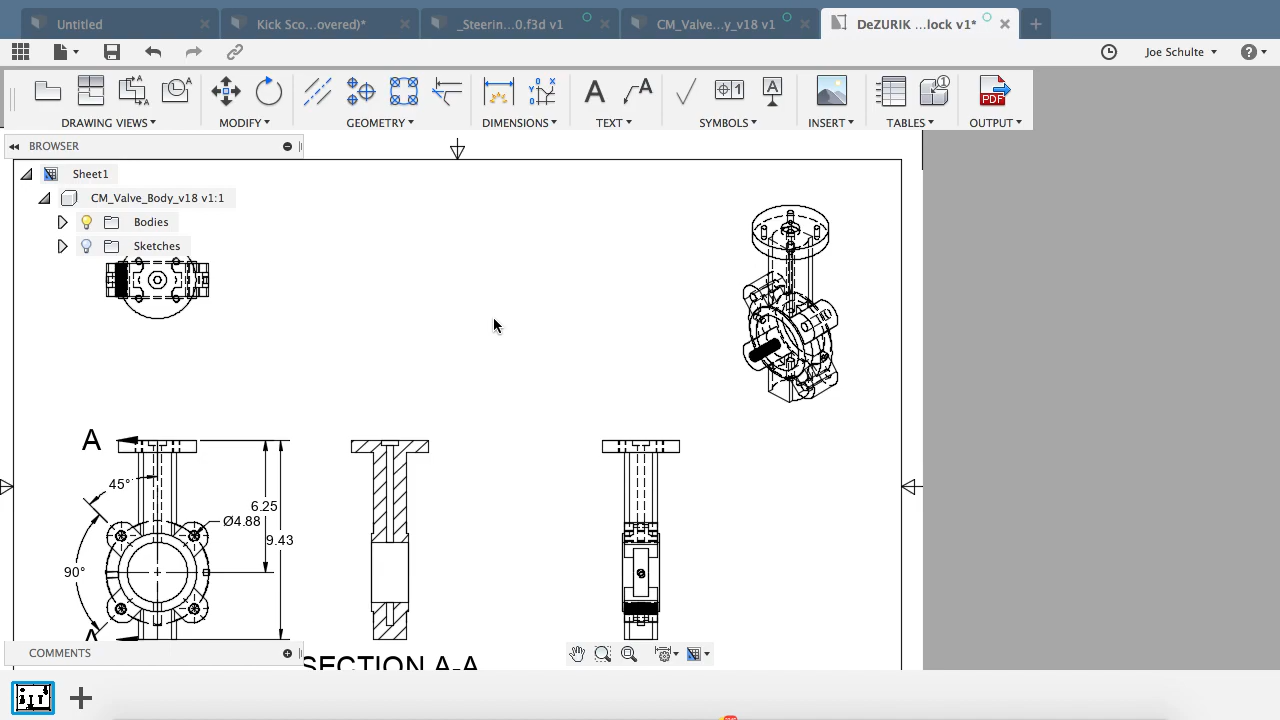 Untitled
Kick Sco...overed)*
_Steerin...0.f3d v1
CM_Valve...y_v18 v1
DeZURIK ...lock v1*
Joe Schulte
DRAWING VIEWS
MODIFY
GEOMETRY
DIMENSIONS
TEXT
SYMBOLS
INSERT
TABLES
OUTPUT
PDF
BROWSER
Sheet1
CM_Valve_Body_v18 v1:1
Bodies
Sketches
A
45°
6.25
Ø4.88
9.43
90°
A
SECTION A-A
COMMENTS